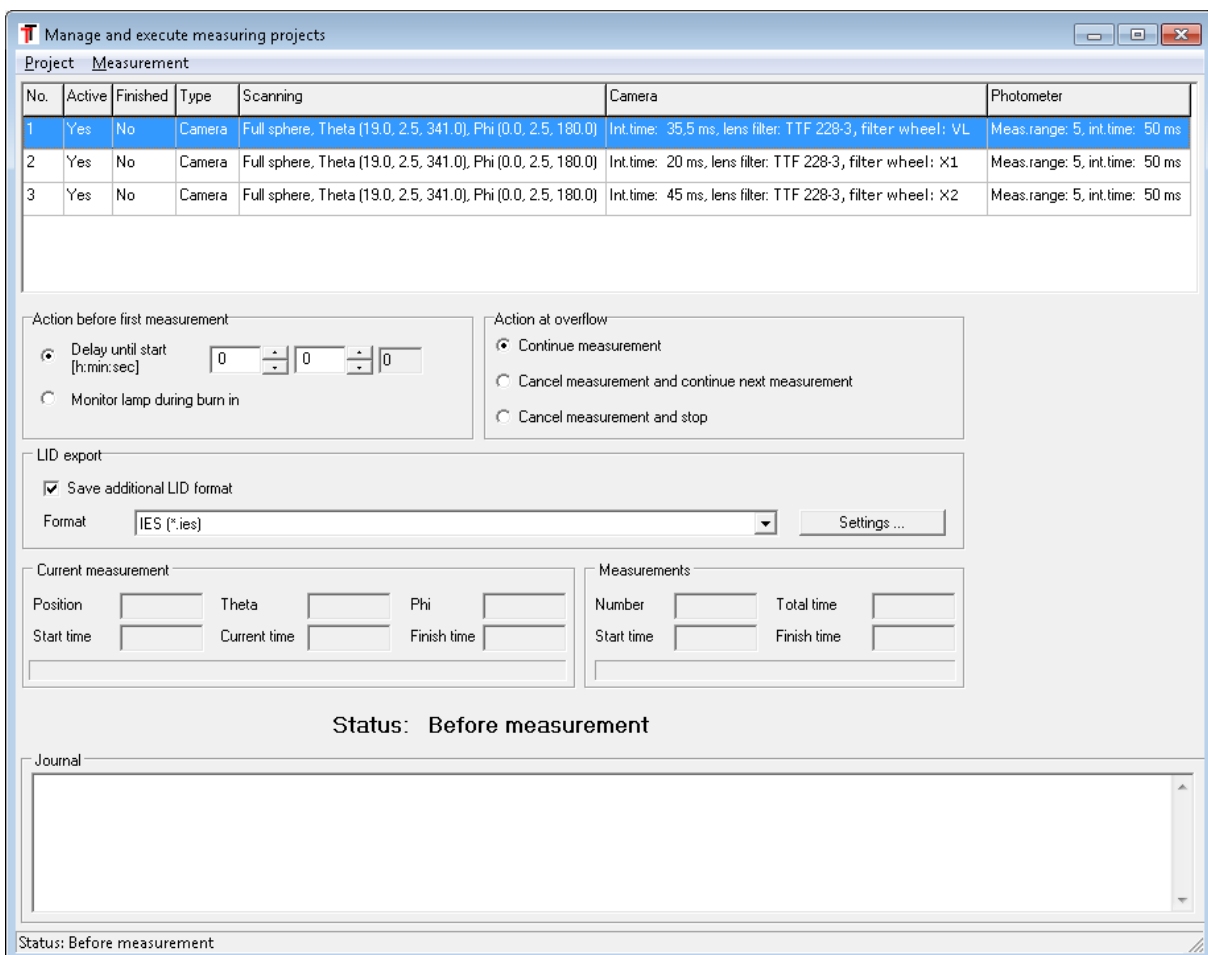 Manage and execute measuring projects
Project Measurement
No. Active Finished Type Scanning Camera Photometer
1 Yes No Camera Full sphere, Theta (19.0, 2.5, 341.0), Phi (0.0, 2.5, 180.0) Int.time: 35,5 ms, lens filter: TTF 228-3, filter wheel: VL Meas.range: 5, int.time: 50 ms
2 Yes No Camera Full sphere, Theta (19.0, 2.5, 341.0), Phi (0.0, 2.5, 180.0) Int.time: 20 ms, lens filter: TTF 228-3, filter wheel: X1 Meas.range: 5, int.time: 50 ms
3 Yes No Camera Full sphere, Theta (19.0, 2.5, 341.0), Phi (0.0, 2.5, 180.0) Int.time: 45 ms, lens filter: TTF 228-3, filter wheel: X2 Meas.range: 5, int.time: 50 ms
Action before first measurement
Delay until start
[h:min:sec]
0 0 0
Monitor lamp during burn in
Action at overflow
Continue measurement
Cancel measurement and continue next measurement
Cancel measurement and stop
LID export
Save additional LID format
Format IES (*.ies) Settings ...
Current measurement
Position Theta Phi
Start time Current time Finish time
Measurements
Number Total time
Start time Finish time
Status: Before measurement
Journal
Status: Before measurement